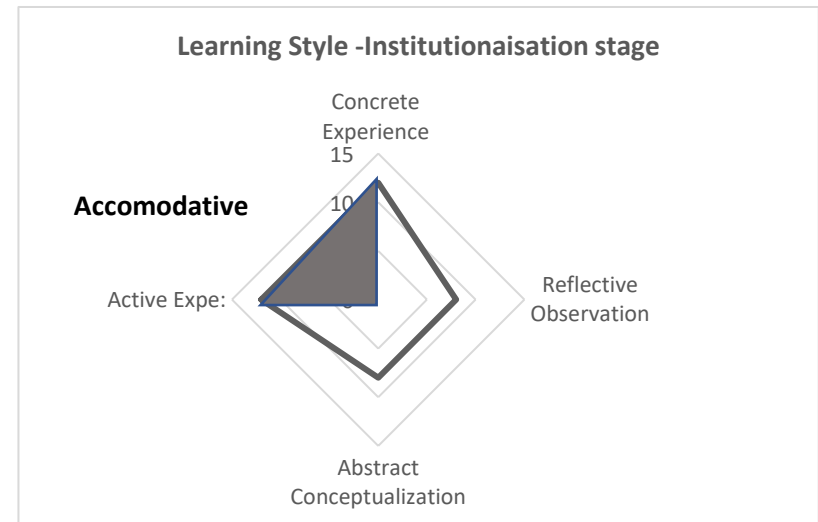 Learning Style -Institutionaisation stage
Concrete
Experience
15
10
Accomodative
Active Expe:
Reflective
Observation
Abstract
Conceptualization